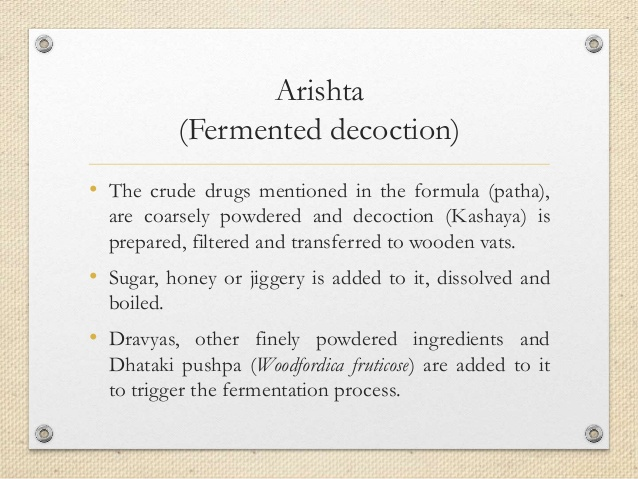 Arishta
(Fermented decoction)
• The crude drugs mentioned in the formula (patha),
are coarsely powdered and decoction (Kashaya) is
prepared, filtered and transferred to wooden vats.
• Sugar, honey or jiggery is added to it, dissolved and
boiled.
• Dravyas, other finely powdered ingredients and
Dhataki pushpa (Woodfordica fruticose) are added to it
to trigger the fermentation process.